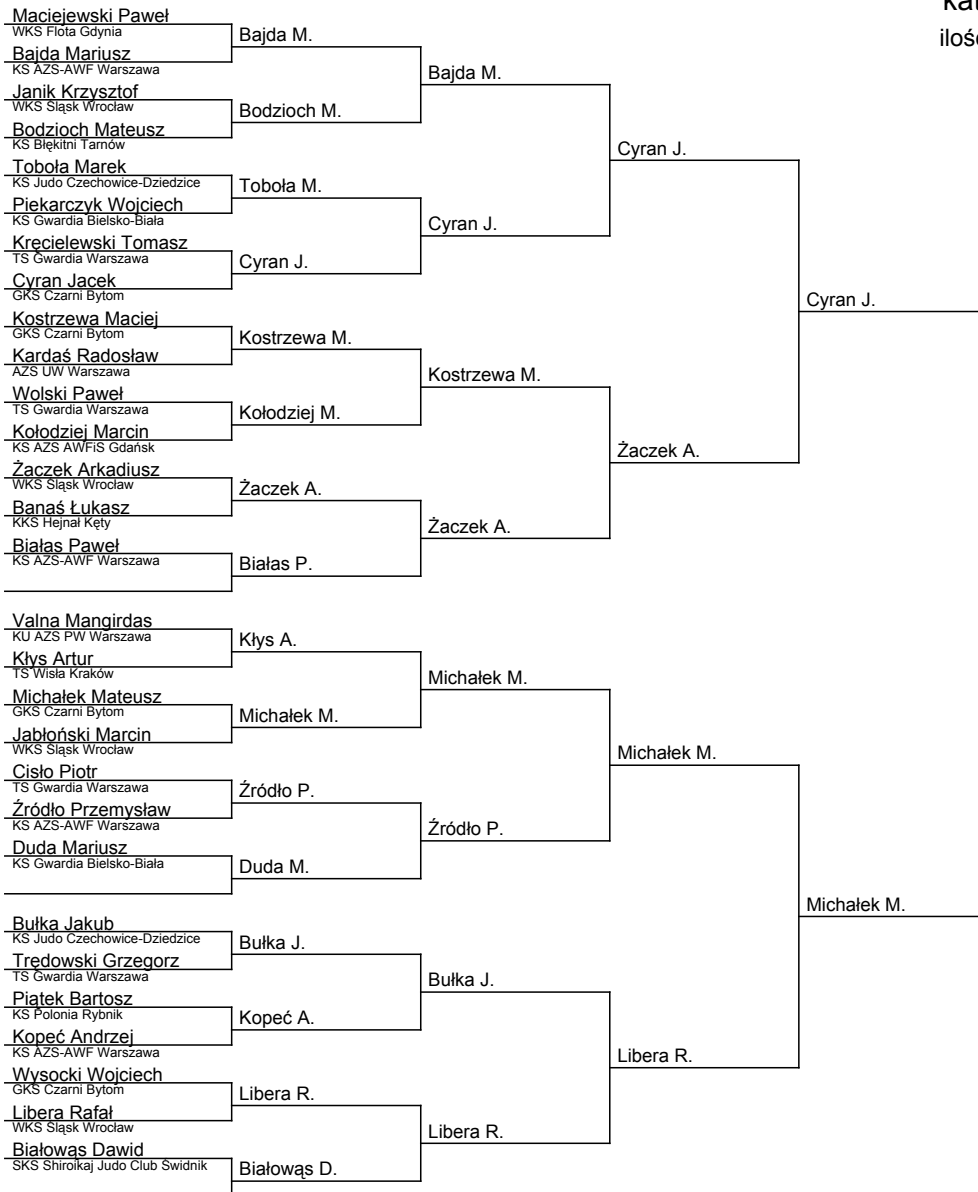 Maciejewski Paweł
WKS Flota Gdynia
Bajda Mariusz
KS AZS-AWF Warszawa
Janik Krzysztof
WKS Śląsk Wrocław
Bodzioch Mateusz
KS Błękitni Tarnów
Toboła Marek
KS Judo Czechowice-Dziedzice
Piekarczyk Wojciech
KS Gwardia Bielsko-Biała
Kręcielewski Tomasz
TS Gwardia Warszawa
Cyran Jacek
GKS Czarni Bytom
Kostrzewa Maciej
GKS Czarni Bytom
Kardaś Radosław
AZS UW Warszawa
Wolski Paweł
TS Gwardia Warszawa
Kołodziej Marcin
KS AZS AWFiS Gdańsk
Żaczek Arkadiusz
WKS Śląsk Wrocław
Banaś Łukasz
KKS Hejnał Kęty
Białas Paweł
KS AZS-AWF Warszawa
Valna Mangirdas
KU AZS PW Warszawa
Kłys Artur
TS Wisła Kraków
Michałek Mateusz
GKS Czarni Bytom
Jabłoński Marcin
WKS Śląsk Wrocław
Cisło Piotr
TS Gwardia Warszawa
Źródło Przemysław
KS AZS-AWF Warszawa
Duda Mariusz
KS Gwardia Bielsko-Biała
Bułka Jakub
KS Judo Czechowice-Dziedzice
Trędowski Grzegorz
TS Gwardia Warszawa
Piątek Bartosz
KS Polonia Rybnik
Kopeć Andrzej
KS AZS-AWF Warszawa
Wysocki Wojciech
GKS Czarni Bytom
Libera Rafał
WKS Śląsk Wrocław
Białowąs Dawid
SKS Shiroikaj Judo Club Świdnik
Bajda M.
Bodzioch M.
Toboła M.
Cyran J.
Kostrzewa M.
Kołodziej M.
Żaczek A.
Białas P.
Kłys A.
Michałek M.
Źródło P.
Duda M.
Bułka J.
Kopeć A.
Libera R.
Białowąs D.
Bajda M.
Cyran J.
Kostrzewa M.
Żaczek A.
Michałek M.
Źródło P.
Bułka J.
Libera R.
Cyran J.
Żaczek A.
Michałek M.
Libera R.
Cyran J.
Michałek M.